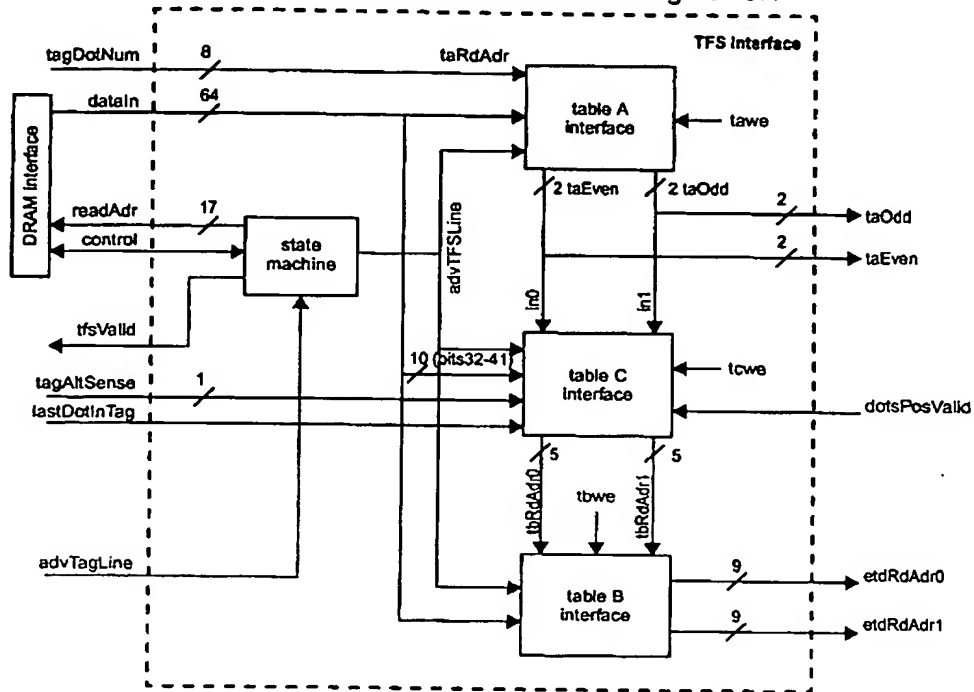 TFS Interface
tagDotNum
8
taRdAdr
dataIn
64
table A
interface
tawe
DRAM Interface
2 taEven
2 taOdd
readAdr
17
2
taOdd
control
state
machine
advTFSLine
2
taEven
in0
in1
tfsValid
10 (bits32-41)
table C
interface
tcwe
tagAltSense
1
lastDotInTag
dotsPosValid
5
5
tbRdAdr0
tbwe
tbRdAdr1
advTagLine
table B
interface
9
etdRdAdr0
9
etdRdAdr1